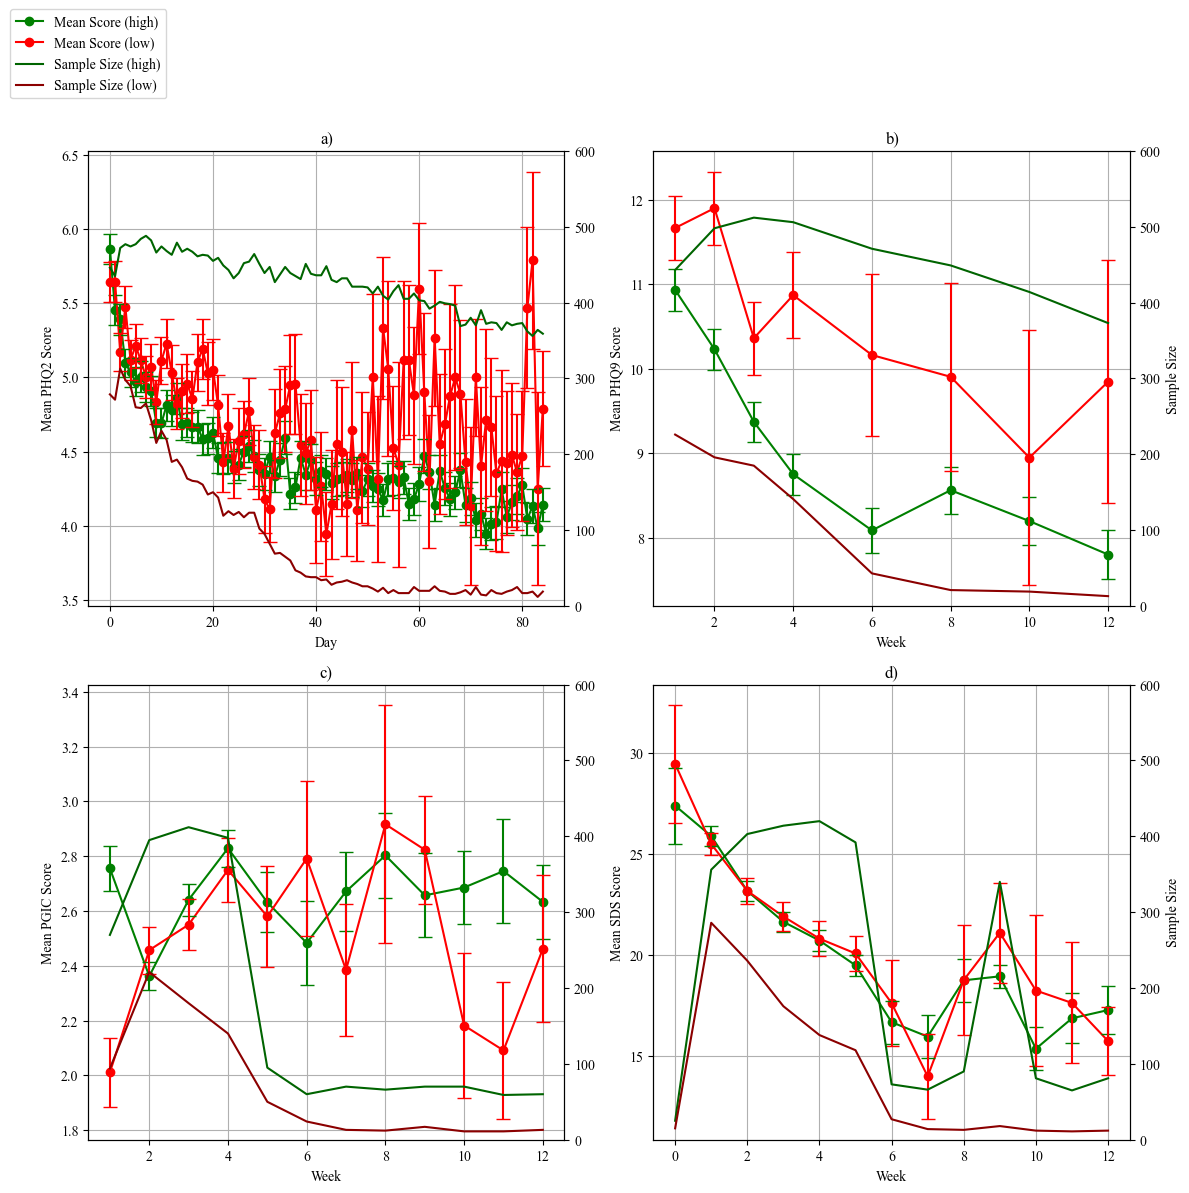 Mean Score (high)
Mean Score (low)
Sample Size (high)
Sample Size (low)
a)
Mean PHQ2 Score
6.5
6.0
5.5
5.0
4.5
4.0
3.5
600
500
400
300
200
100
0
0 20 40 60 80
Day
b)
Mean PHQ9 Score
12
11
10
9
8
600
500
400
300
200
100
0
Sample Size
2 4 6 8 10 12
Week
c)
Mean PGIC Score
3.4
3.2
3.0
2.8
2.6
2.4
2.2
2.0
1.8
600
500
400
300
200
100
0
2 4 6 8 10 12
Week
d)
Mean SDS Score
30
25
20
15
600
500
400
300
200
100
0
Sample Size
0 2 4 6 8 10 12
Week